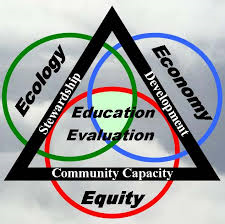 Ecology
Economy
Stewardship
Development
Education
Evaluation
Community Capacity
Equity